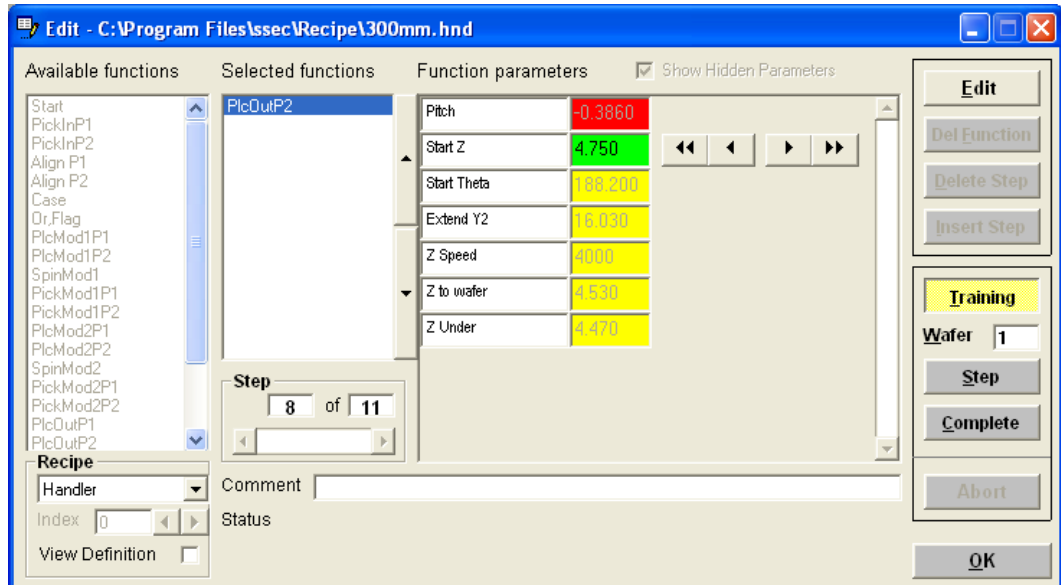 Edit - C:\Program Files\ssec\Recipe\300mm.hnd
Available functions
Start
PickInP1
PickInP2
Align P1
Align P2
Case
Or,Flag
PlcMod1P1
PlcMod1P2
SpinMod1
PickMod1P1
PickMod1P2
PlcMod2P1
PlcMod2P2
SpinMod2
PickMod2P1
PickMod2P2
PlcOutP1
PlcOutP2
Selected functions
PlcOutP2
Function parameters
Show Hidden Parameters
Pitch -0.3860
Start Z 4.750
Start Theta 188.200
Extend Y2 16.030
Z Speed 4000
Z to wafer 4.530
Z Under 4.470
Step
8 of 11
Recipe
Handler
Index 0
View Definition
Comment
Status
Edit
Del Function
Delete Step
Insert Step
Training
Wafer 1
Step
Complete
Abort
OK